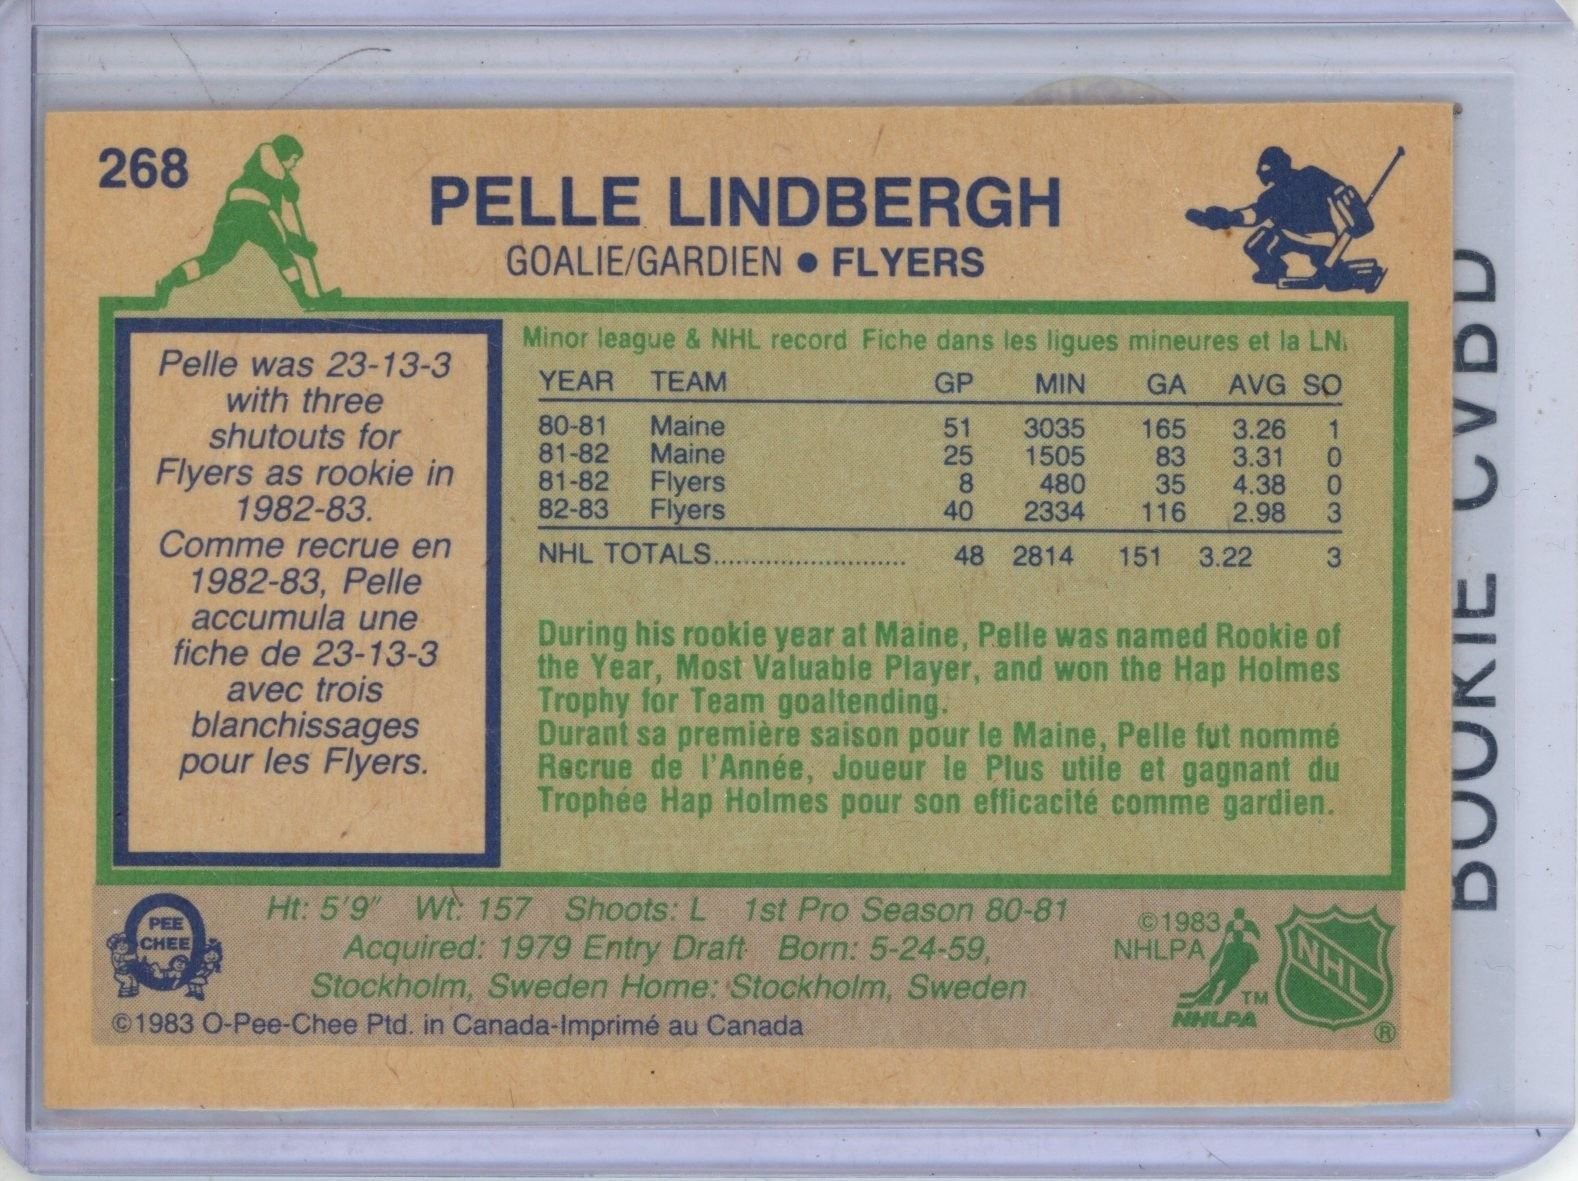 268
PELLE LINDBERGH
GOALIE/GARDIEN • FLYERS
Pelle was 23-13-3
with three
shutouts for
Flyers as rookie in
1982-83.
Comme recrue en
1982-83, Pelle
accumula une
fiche de 23-13-3
avec trois
blanchissages
pour les Flyers.
Minor league & NHL record Fiche dans les ligues mineures et la LN
YEAR TEAM GP MIN GA AVG SO
80-81 Maine 51 3035 165 3.26 1
81-82 Maine 25 1505 83 3.31 0
81-82 Flyers 8 480 35 4.38 0
82-83 Flyers 40 2334 116 2.98 3
NHL TOTALS.......................... 48 2814 151 3.22 3
During his rookie year at Maine, Pelle was named Rookie of
the Year, Most Valuable Player, and won the Hap Holmes
Trophy for Team goaltending.
Durant sa première saison pour le Maine, Pelle fut nommé
Recrue de l'Année, Joueur le Plus utile et gagnant du
Trophée Hap Holmes pour son efficacité comme gardien.
PEE
CHEE
Ht: 5'9" Wt: 157 Shoots: L 1st Pro Season 80-81
Acquired: 1979 Entry Draft Born: 5-24-59,
Stockholm, Sweden Home: Stockholm, Sweden
©1983 O-Pee-Chee Ptd. in Canada-Imprimé au Canada
©1983
NHLPA
TM
NHLPA
NHL
®
ROOKIE CARD